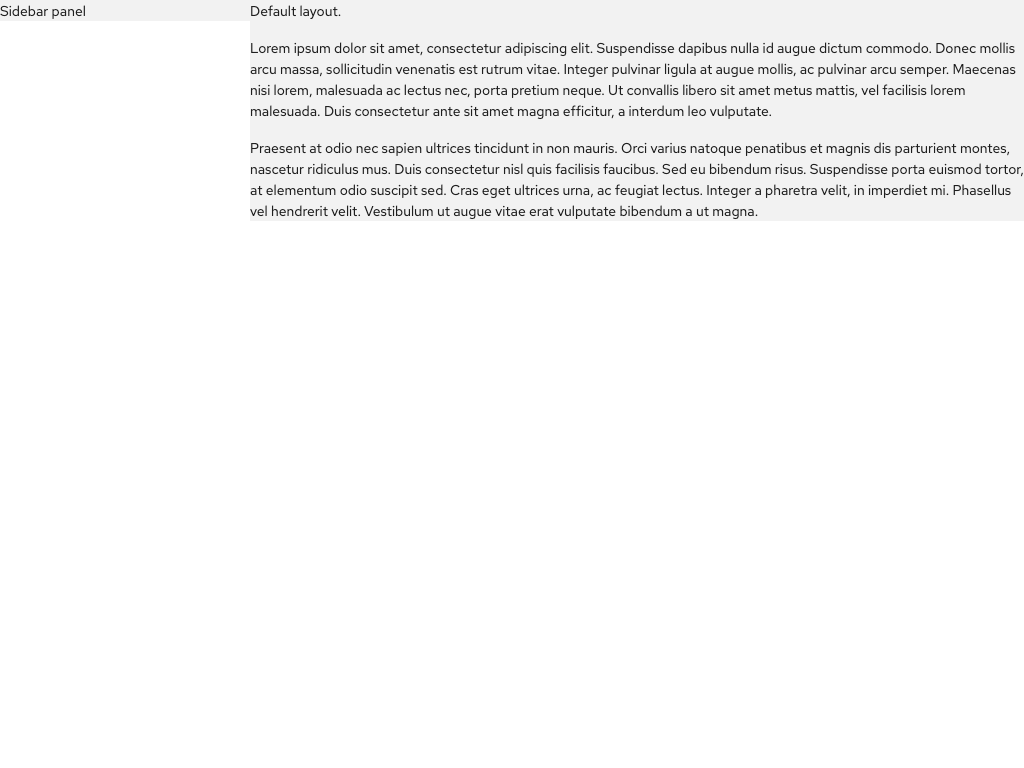 Sidebar panel
Default layout.
Lorem ipsum dolor sit amet, consectetur adipiscing elit. Suspendisse dapibus nulla id augue dictum commodo. Donec mollis
arcu massa, sollicitudin venenatis est rutrum vitae. Integer pulvinar ligula at augue mollis, ac pulvinar arcu semper. Maecenas
nisi lorem, malesuada ac lectus nec, porta pretium neque. Ut convallis libero sit amet metus mattis, vel facilisis lorem
malesuada. Duis consectetur ante sit amet magna efficitur, a interdum leo vulputate.
Praesent at odio nec sapien ultrices tincidunt in non mauris. Orci varius natoque penatibus et magnis dis parturient montes,
nascetur ridiculus mus. Duis consectetur nisl quis facilisis faucibus. Sed eu bibendum risus. Suspendisse porta euismod tortor,
at elementum odio suscipit sed. Cras eget ultrices urna, ac feugiat lectus. Integer a pharetra velit, in imperdiet mi. Phasellus
vel hendrerit velit. Vestibulum ut augue vitae erat vulputate bibendum a ut magna.